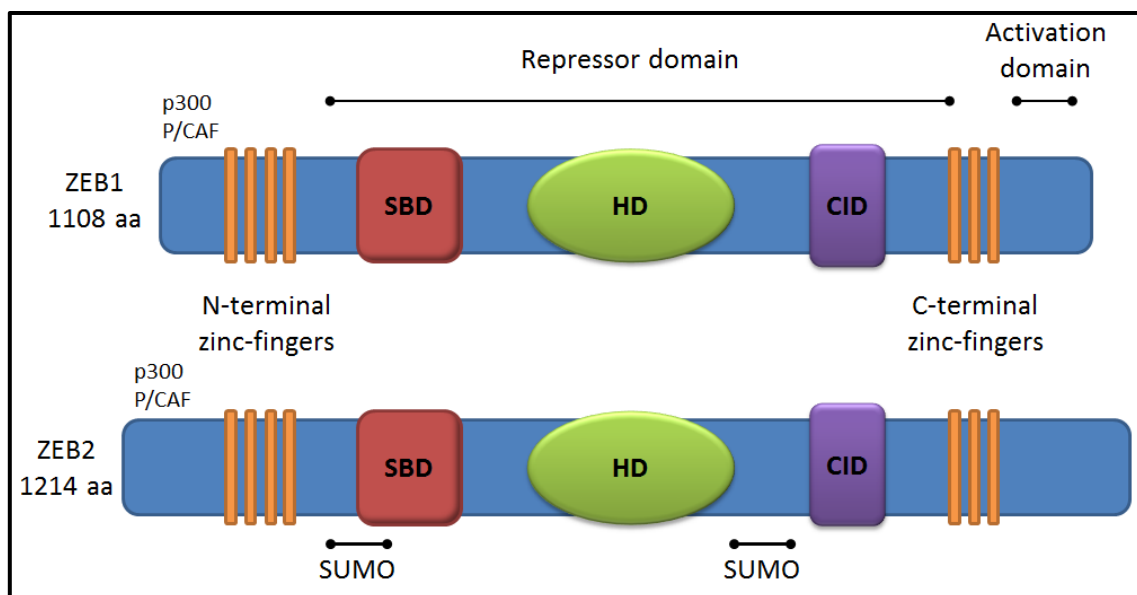 Activation
domain
Repressor domain
p300
P/CAF
ZEB1
1108 aa
SBD
HD
CID
N-terminal
zinc-fingers
C-terminal
zinc-fingers
p300
P/CAF
ZEB2
1214 aa
SBD
HD
CID
SUMO
SUMO